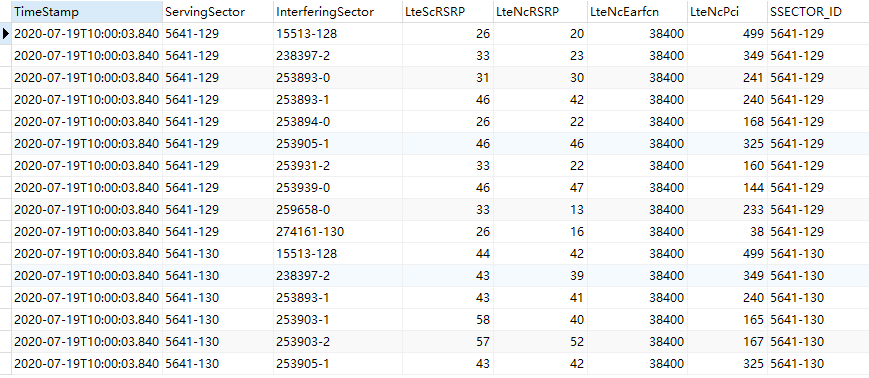 TimeStamp ServingSector InterferingSector LteScRSRP LteNcRSRP LteNcEarfcn LteNcPci SSECTOR_ID
2020-07-19T10:00:03.840 5641-129 15513-128 26 20 38400 499 5641-129
2020-07-19T10:00:03.840 5641-129 238397-2 33 23 38400 349 5641-129
2020-07-19T10:00:03.840 5641-129 253893-0 31 30 38400 241 5641-129
2020-07-19T10:00:03.840 5641-129 253893-1 46 42 38400 240 5641-129
2020-07-19T10:00:03.840 5641-129 253894-0 26 22 38400 168 5641-129
2020-07-19T10:00:03.840 5641-129 253905-1 46 46 38400 325 5641-129
2020-07-19T10:00:03.840 5641-129 253931-2 33 22 38400 160 5641-129
2020-07-19T10:00:03.840 5641-129 253939-0 46 47 38400 144 5641-129
2020-07-19T10:00:03.840 5641-129 259658-0 33 13 38400 233 5641-129
2020-07-19T10:00:03.840 5641-129 274161-130 26 16 38400 38 5641-129
2020-07-19T10:00:03.840 5641-130 15513-128 44 42 38400 499 5641-130
2020-07-19T10:00:03.840 5641-130 238397-2 43 39 38400 349 5641-130
2020-07-19T10:00:03.840 5641-130 253893-1 43 41 38400 240 5641-130
2020-07-19T10:00:03.840 5641-130 253903-1 58 40 38400 165 5641-130
2020-07-19T10:00:03.840 5641-130 253903-2 57 52 38400 167 5641-130
2020-07-19T10:00:03.840 5641-130 253905-1 43 42 38400 325 5641-130